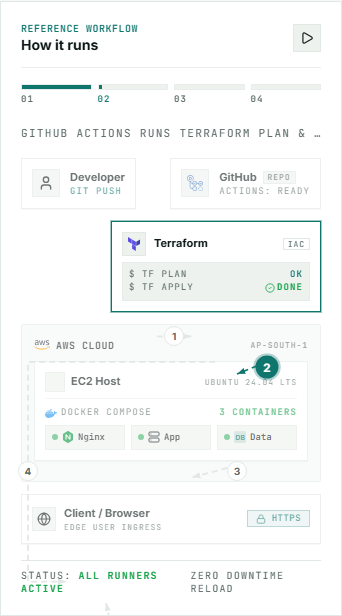 REFERENCE WORKFLOW
How it runs
01 02 03 04
GITHUB ACTIONS RUNS TERRAFORM PLAN & …
Developer
GIT PUSH
GitHub REPO
ACTIONS: READY
Terraform IAC
$ TF PLAN OK
$ TF APPLY DONE
aws AWS CLOUD 1 AP-SOUTH-1
EC2 Host 2
UBUNTU 24.04 LTS
DOCKER COMPOSE 3 CONTAINERS
Nginx App DB Data
4 3
Client / Browser
EDGE USER INGRESS
HTTPS
STATUS: ALL RUNNERS
ACTIVE
ZERO DOWNTIME
RELOAD